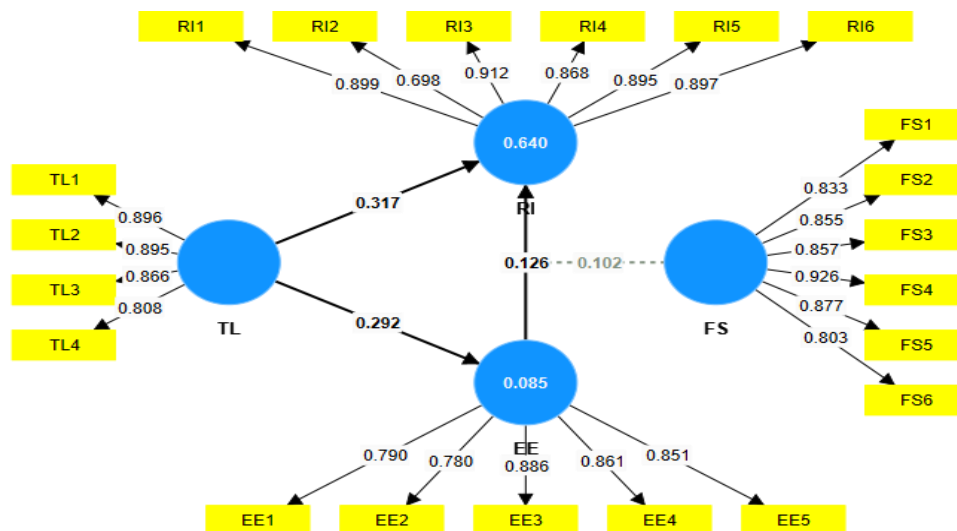 RI1 RI2 RI3 RI4 RI5 RI6
0.899 0.698 0.912 0.868 0.895 0.897
0.640
RI
TL1
TL2
TL3
TL4
0.896
0.895
0.866
0.808
TL
0.317
0.292
0.126 0.102
FS
0.833
0.855
0.857
0.926
0.877
0.803
FS1
FS2
FS3
FS4
FS5
FS6
0.085
EE
0.790 0.780 0.886 0.861 0.851
EE1 EE2 EE3 EE4 EE5